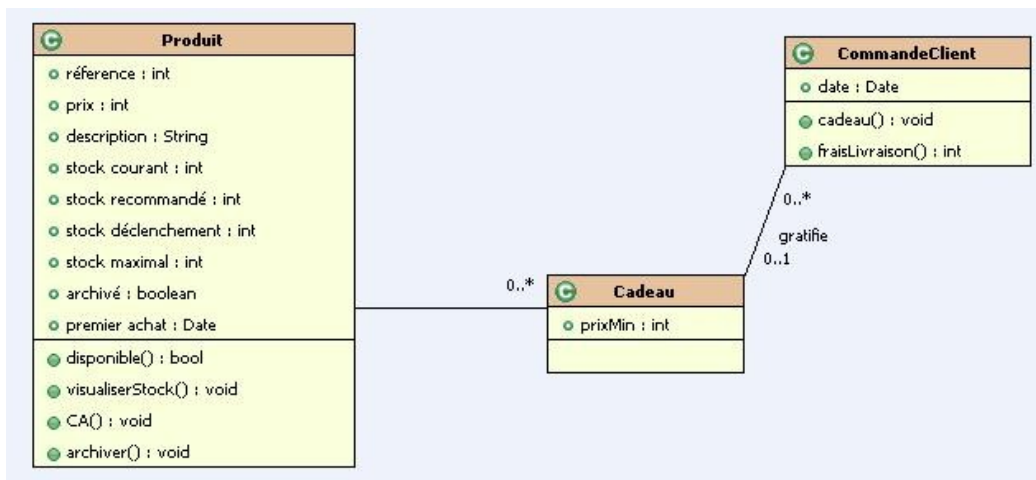 C Produit
réference : int
prix : int
description : String
stock courant : int
stock recommandé : int
stock déclenchement : int
stock maximal : int
archivé : boolean
premier achat : Date
disponible() : bool
visualiserStock() : void
CA() : void
archiver() : void
C CommandeClient
date : Date
cadeau() : void
fraisLivraison() : int
0..*
gratifie
0..1
0..*
C Cadeau
prixMin : int